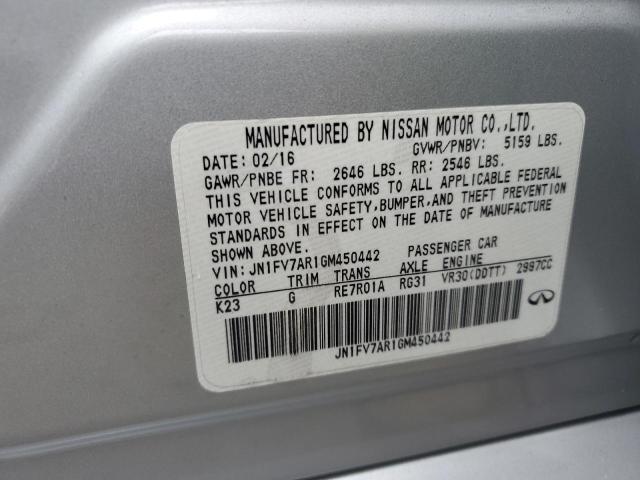 MANUFACTURED BY NISSAN MOTOR CO.,LTD.
DATE: 02/16 GVWR/PNBV: 5159 LBS.
GAWR/PNBE FR: 2646 LBS. RR: 2546 LBS.
THIS VEHICLE CONFORMS TO ALL APPLICABLE FEDERAL
MOTOR VEHICLE SAFETY,BUMPER,AND THEFT PREVENTION
STANDARDS IN EFFECT ON THE DATE OF MANUFACTURE
SHOWN ABOVE.
VIN: JN1FV7AR1GM450442 PASSENGER CAR
COLOR TRIM TRANS AXLE ENGINE
K23 G RE7R01A RG31 VR30(DDTT) 2997CC
JN1FV7AR1GM450442
INFINITI